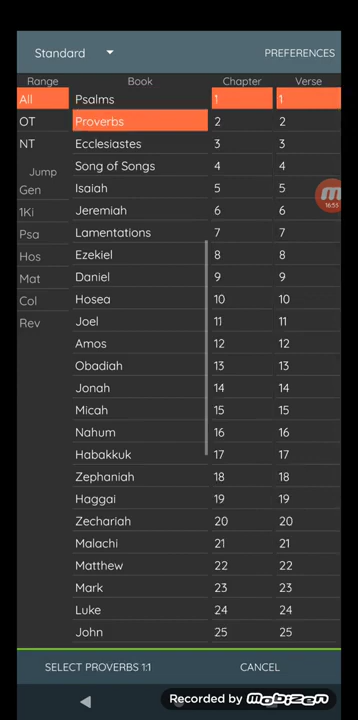 Standard PREFERENCES
Range Book Chapter Verse
All Psalms 1 1
OT Proverbs 2 2
NT Ecclesiastes 3 3
Song of Songs 4 4
Jump
Gen Isaiah 5 5
1Ki Jeremiah 6 6
16:55
Psa Lamentations 7 7
Hos Ezekiel 8 8
Mat Daniel 9 9
Col Hosea 10 10
Rev Joel 11 11
Amos 12 12
Obadiah 13 13
Jonah 14 14
Micah 15 15
Nahum 16 16
Habakkuk 17 17
Zephaniah 18 18
Haggai 19 19
Zechariah 20 20
Malachi 21 21
Matthew 22 22
Mark 23 23
Luke 24 24
John 25 25
SELECT PROVERBS 1:1 CANCEL
Recorded by mobizen